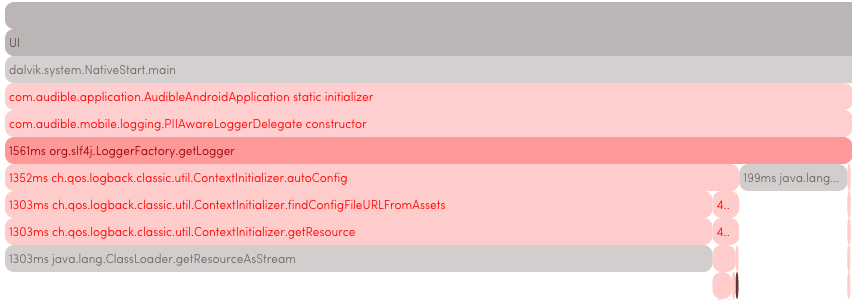 UI
dalvik.system.NativeStart.main
com.audible.application.AudibleAndroidApplication static initializer
com.audible.mobile.logging.PIIAwareLoggerDelegate constructor
1561ms org.slf4j.LoggerFactory.getLogger
1352ms ch.qos.logback.classic.util.ContextInitializer.autoConfig 199ms java.lang...
1303ms ch.qos.logback.classic.util.ContextInitializer.findConfigFileURLFromAssets 4..
1303ms ch.qos.logback.classic.util.ContextInitializer.getResource 4..
1303ms java.lang.ClassLoader.getResourceAsStream